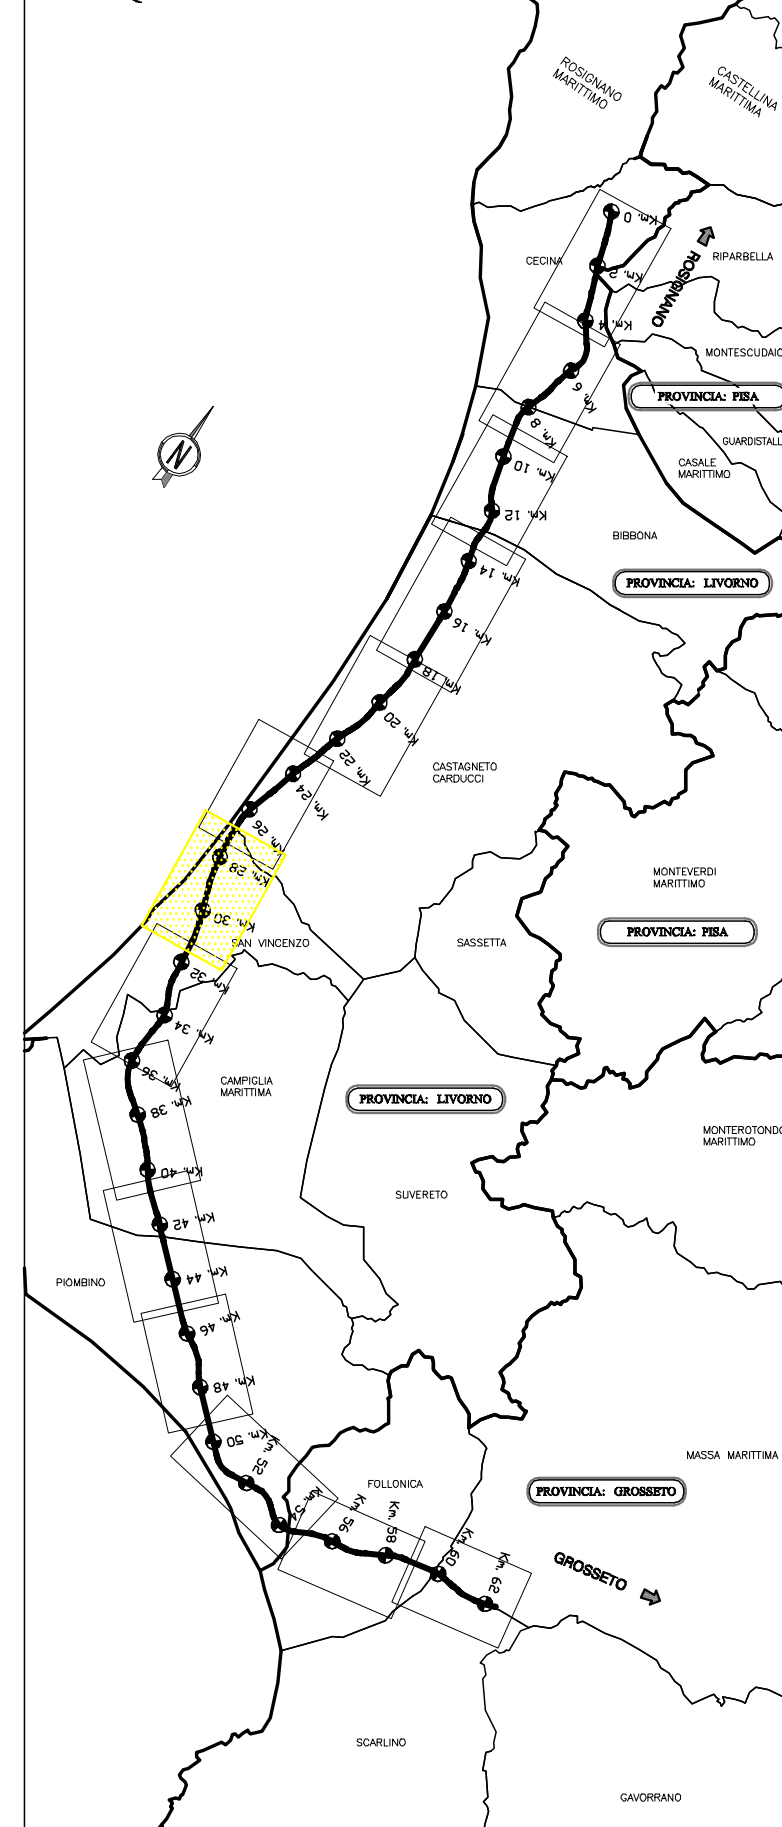 ROSIGNANO
MARITTIMO
CASTELLINA
MARITTIMA
Km. 0
CECINA
RIPARBELLA
Km. 2
ROSIGNANO
Km. 4
MONTESCUDAIO
Km. 6
PROVINCIA: PISA
Km. 8
GUARDISTALL
N
Km. 10
CASALE
MARITTIMO
Km. 12
BIBBONA
Km. 14
PROVINCIA: LIVORNO
Km. 16
Km. 18
Km. 20
Km. 22
CASTAGNETO
CARDUCCI
Km. 24
Km. 26
Km. 28
MONTEVERDI
MARITTIMO
Km. 30
PROVINCIA: PISA
SAN VINCENZO
SASSETTA
Km. 32
Km. 34
Km. 36
CAMPIGLIA
MARITTIMA
PROVINCIA: LIVORNO
Km. 38
MONTEROTONDO
MARITTIMO
Km. 40
SUVERETO
Km. 42
Km. 44
PIOMBINO
Km. 46
Km. 48
Km. 50
Km. 52
MASSA MARITTIMA
FOLLONICA
PROVINCIA: GROSSETO
Km. 54
Km. 56
Km. 58
Km. 60
Km. 62
GROSSETO
SCARLINO
GAVORRANO